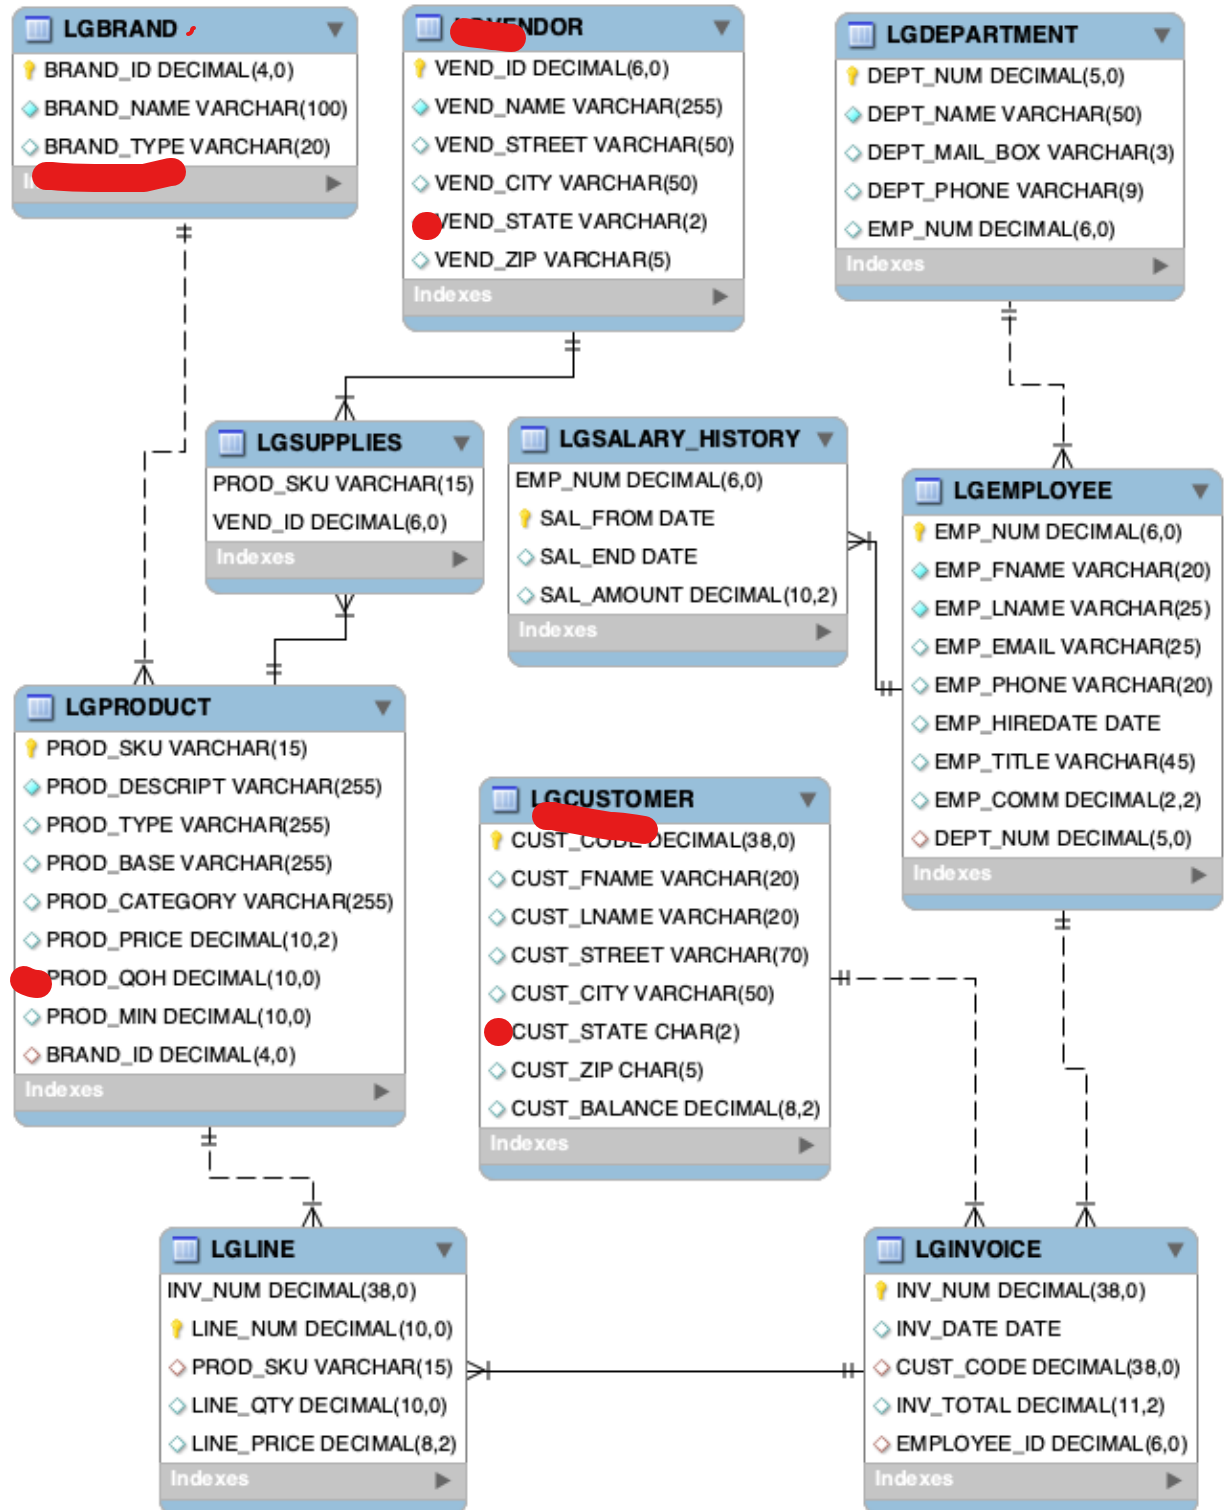 LGBRAND
BRAND_ID DECIMAL(4,0)
BRAND_NAME VARCHAR(100)
BRAND_TYPE VARCHAR(20)
VENDOR
VEND_ID DECIMAL(6,0)
VEND_NAME VARCHAR(255)
VEND_STREET VARCHAR(50)
VEND_CITY VARCHAR(50)
VEND_STATE VARCHAR(2)
VEND_ZIP VARCHAR(5)
Indexes
LGDEPARTMENT
DEPT_NUM DECIMAL(5,0)
DEPT_NAME VARCHAR(50)
DEPT_MAIL_BOX VARCHAR(3)
DEPT_PHONE VARCHAR(9)
EMP_NUM DECIMAL(6,0)
Indexes
LGSUPPLIES
PROD_SKU VARCHAR(15)
VEND_ID DECIMAL(6,0)
Indexes
LGSALARY_HISTORY
EMP_NUM DECIMAL(6,0)
SAL_FROM DATE
SAL_END DATE
SAL_AMOUNT DECIMAL(10,2)
Indexes
LGEMPLOYEE
EMP_NUM DECIMAL(6,0)
EMP_FNAME VARCHAR(20)
EMP_LNAME VARCHAR(25)
EMP_EMAIL VARCHAR(25)
EMP_PHONE VARCHAR(20)
EMP_HIREDATE DATE
EMP_TITLE VARCHAR(45)
EMP_COMM DECIMAL(2,2)
DEPT_NUM DECIMAL(5,0)
Indexes
LGPRODUCT
PROD_SKU VARCHAR(15)
PROD_DESCRIPT VARCHAR(255)
PROD_TYPE VARCHAR(255)
PROD_BASE VARCHAR(255)
PROD_CATEGORY VARCHAR(255)
PROD_PRICE DECIMAL(10,2)
PROD_QOH DECIMAL(10,0)
PROD_MIN DECIMAL(10,0)
BRAND_ID DECIMAL(4,0)
Indexes
LGCUSTOMER
CUST_CODE DECIMAL(38,0)
CUST_FNAME VARCHAR(20)
CUST_LNAME VARCHAR(20)
CUST_STREET VARCHAR(70)
CUST_CITY VARCHAR(50)
CUST_STATE CHAR(2)
CUST_ZIP CHAR(5)
CUST_BALANCE DECIMAL(8,2)
Indexes
LGLINE
INV_NUM DECIMAL(38,0)
LINE_NUM DECIMAL(10,0)
PROD_SKU VARCHAR(15)
LINE_QTY DECIMAL(10,0)
LINE_PRICE DECIMAL(8,2)
Indexes
LGINVOICE
INV_NUM DECIMAL(38,0)
INV_DATE DATE
CUST_CODE DECIMAL(38,0)
INV_TOTAL DECIMAL(11,2)
EMPLOYEE_ID DECIMAL(6,0)
Indexes